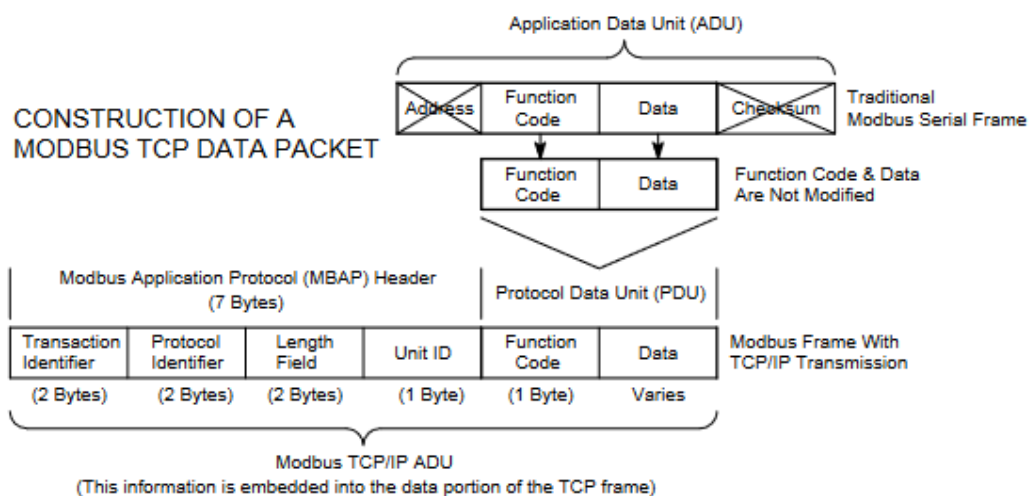 Application Data Unit (ADU)
CONSTRUCTION OF A
MODBUS TCP DATA PACKET
Address
Function
Code
Data
Checksum
Traditional
Modbus Serial Frame
Function
Code
Data
Function Code & Data
Are Not Modified
Modbus Application Protocol (MBAP) Header
(7 Bytes)
Protocol Data Unit (PDU)
Transaction
Identifier
Protocol
Identifier
Length
Field
Unit ID
Function
Code
Data
Modbus Frame With
TCP/IP Transmission
(2 Bytes)
(2 Bytes)
(2 Bytes)
(1 Byte)
(1 Byte)
Varies
Modbus TCP/IP ADU
(This information is embedded into the data portion of the TCP frame)